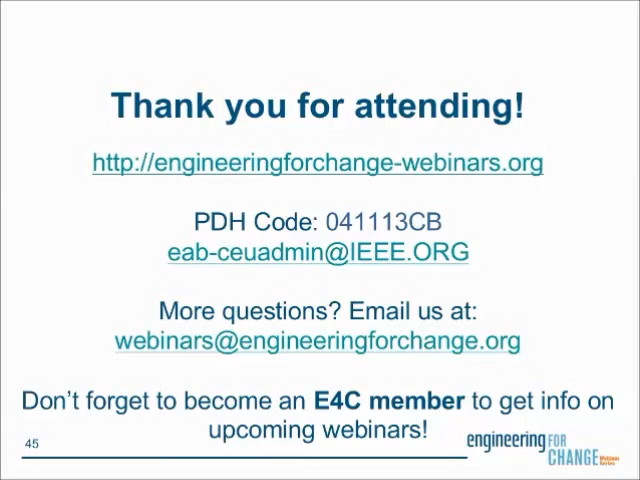 Thank you for attending!
http://engineeringforchange-webinars.org
PDH Code: 041113CB
eab-ceuadmin@IEEE.ORG
More questions? Email us at:
webinars@engineeringforchange.org
Don’t forget to become an E4C member to get info on
upcoming webinars!
45
engineering FOR
CHANGE Webinar
Series